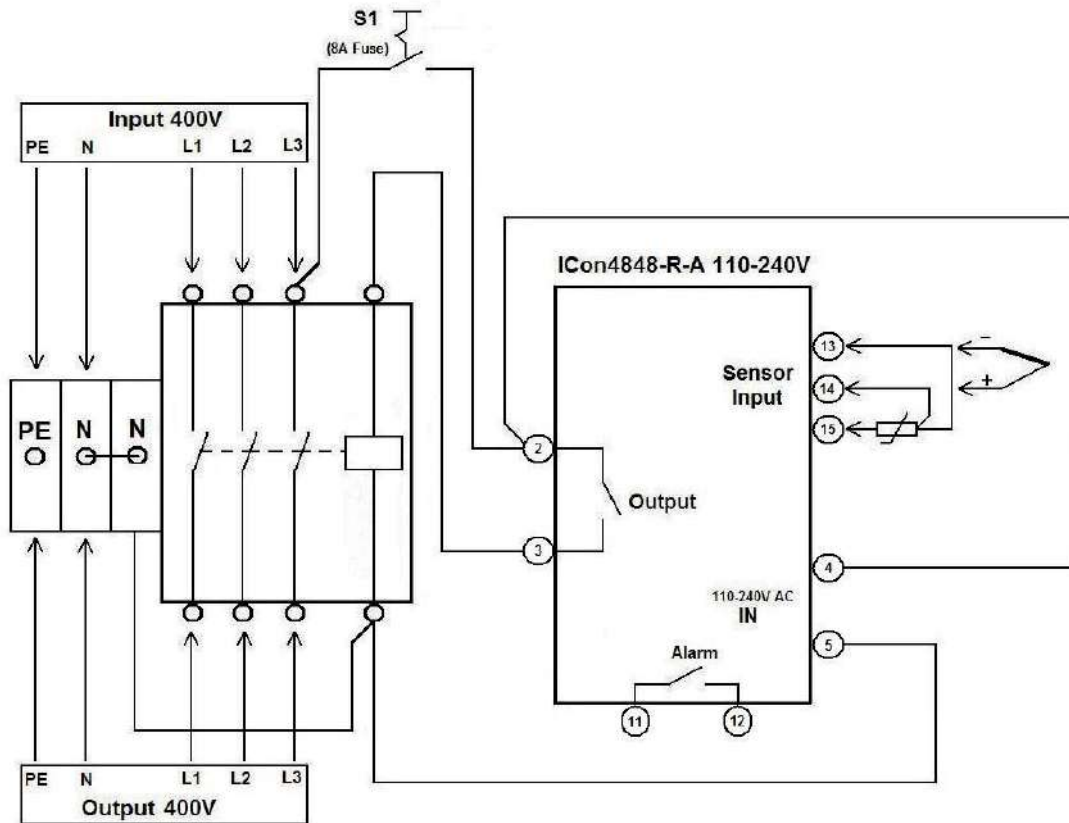 S1
(8A Fuse)
Input 400V
PE N L1 L2 L3
ICon4848-R-A 110-240V
13
Sensor
Input
14
15
−
+
PE N N
2
Output
3
4
110-240V AC
IN
5
Alarm
11 12
PE N L1 L2 L3
Output 400V